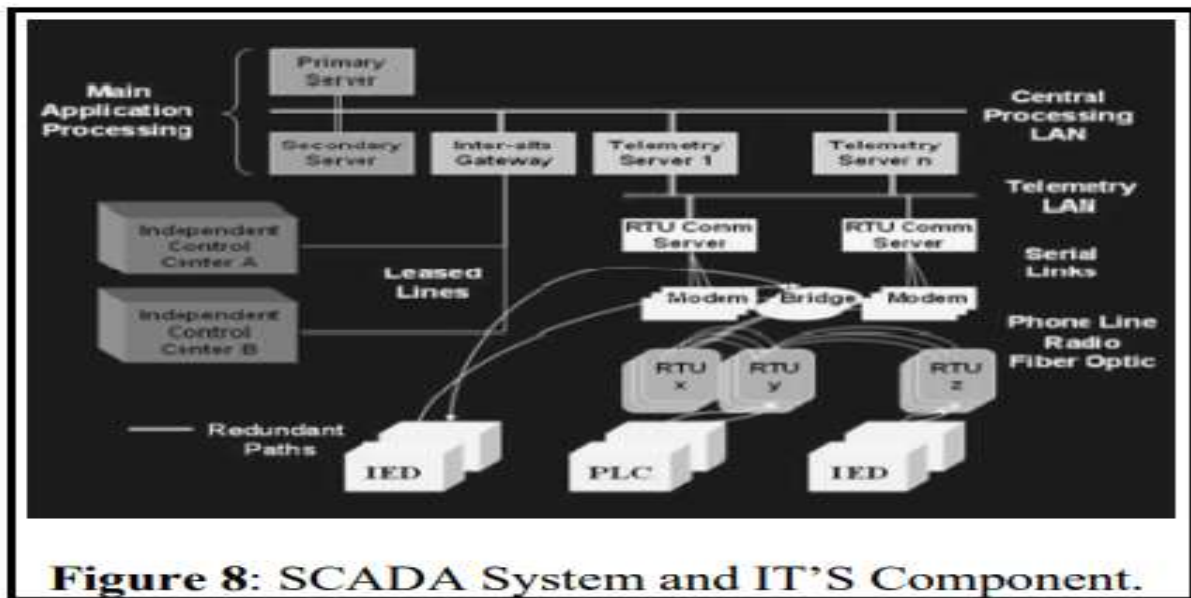 Main
Application
Processing
Primary
Server
Secondary
Server
Inter-site
Gateway
Telemetry
Server 1
Telemetry
Server n
Central
Processing
LAN
Telemetry
LAN
Independent
Control
Center A
Independent
Control
Center B
Leased
Lines
RTU Comm
Server
RTU Comm
Server
Serial
Links
Modem
Bridge
Modem
Phone Line
Radio
Fiber Optic
RTU
x
RTU
y
RTU
z
Redundant
Paths
IED
PLC
IED
Figure 8: SCADA System and IT'S Component.